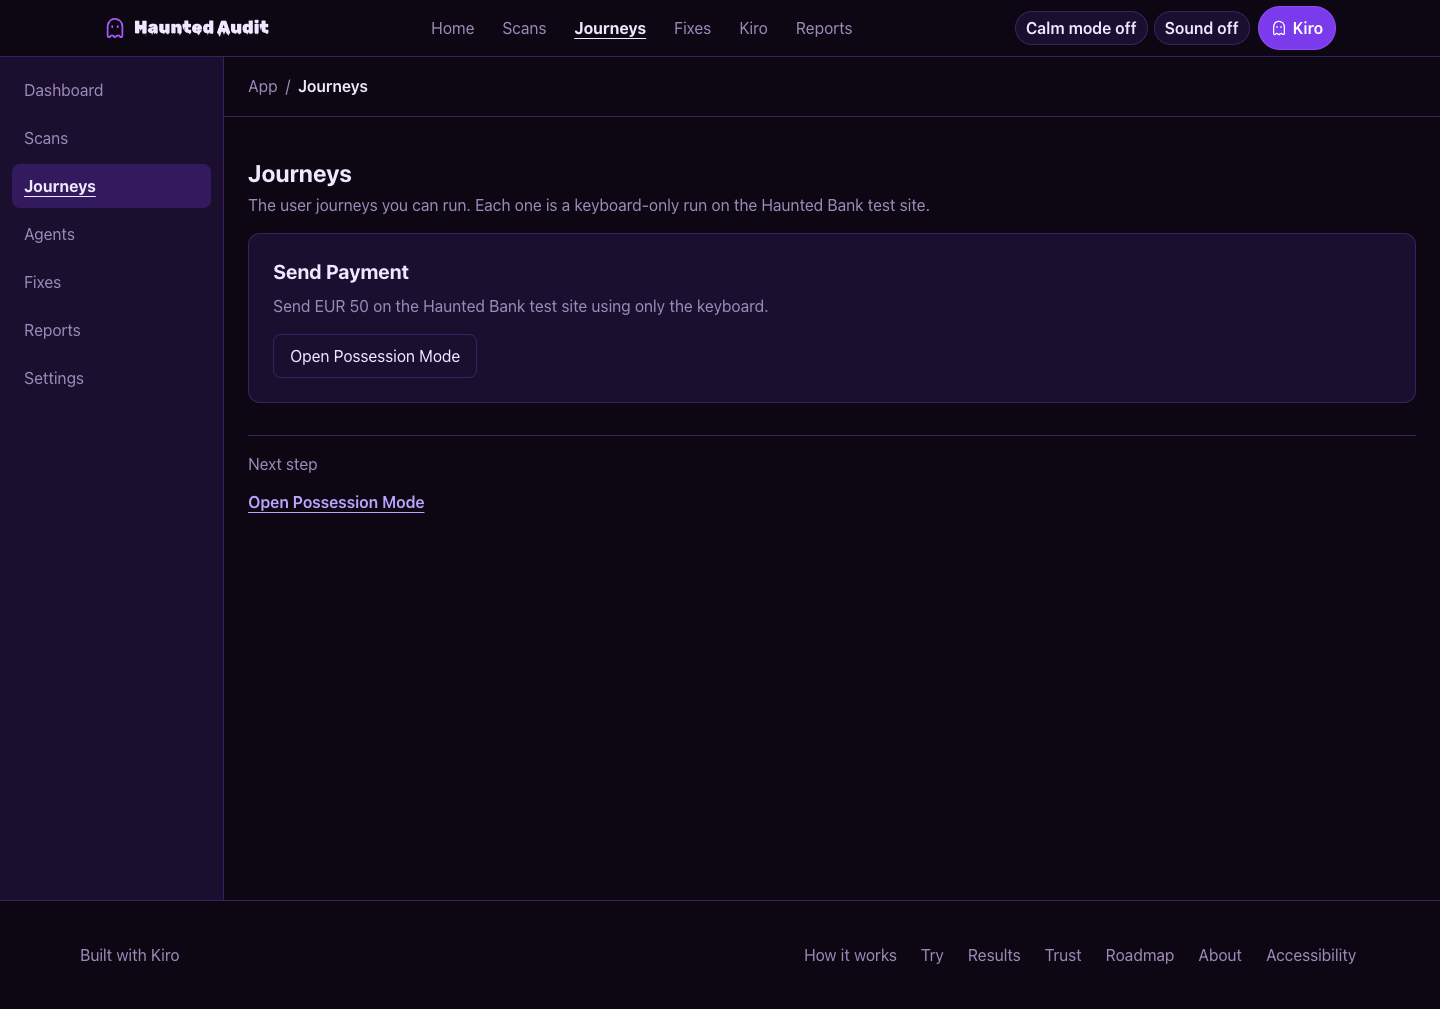 Haunted Audit
Home Scans Journeys Fixes Kiro Reports
Calm mode off Sound off Kiro
Dashboard
Scans
Journeys
Agents
Fixes
Reports
Settings
App / Journeys
Journeys
The user journeys you can run. Each one is a keyboard-only run on the Haunted Bank test site.
Send Payment
Send EUR 50 on the Haunted Bank test site using only the keyboard.
Open Possession Mode
Next step
Open Possession Mode
Built with Kiro
How it works Try Results Trust Roadmap About Accessibility